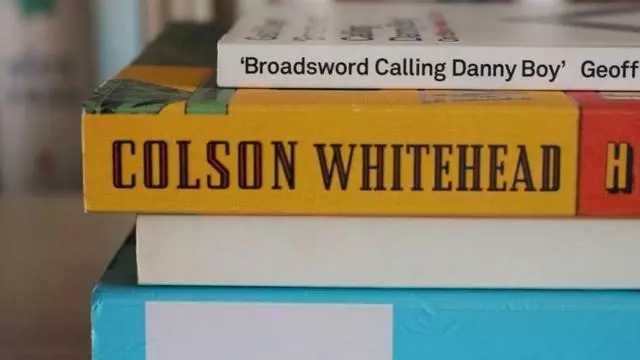 'Broadsword Calling Danny Boy' Geoff
COLSON WHITEHEAD H